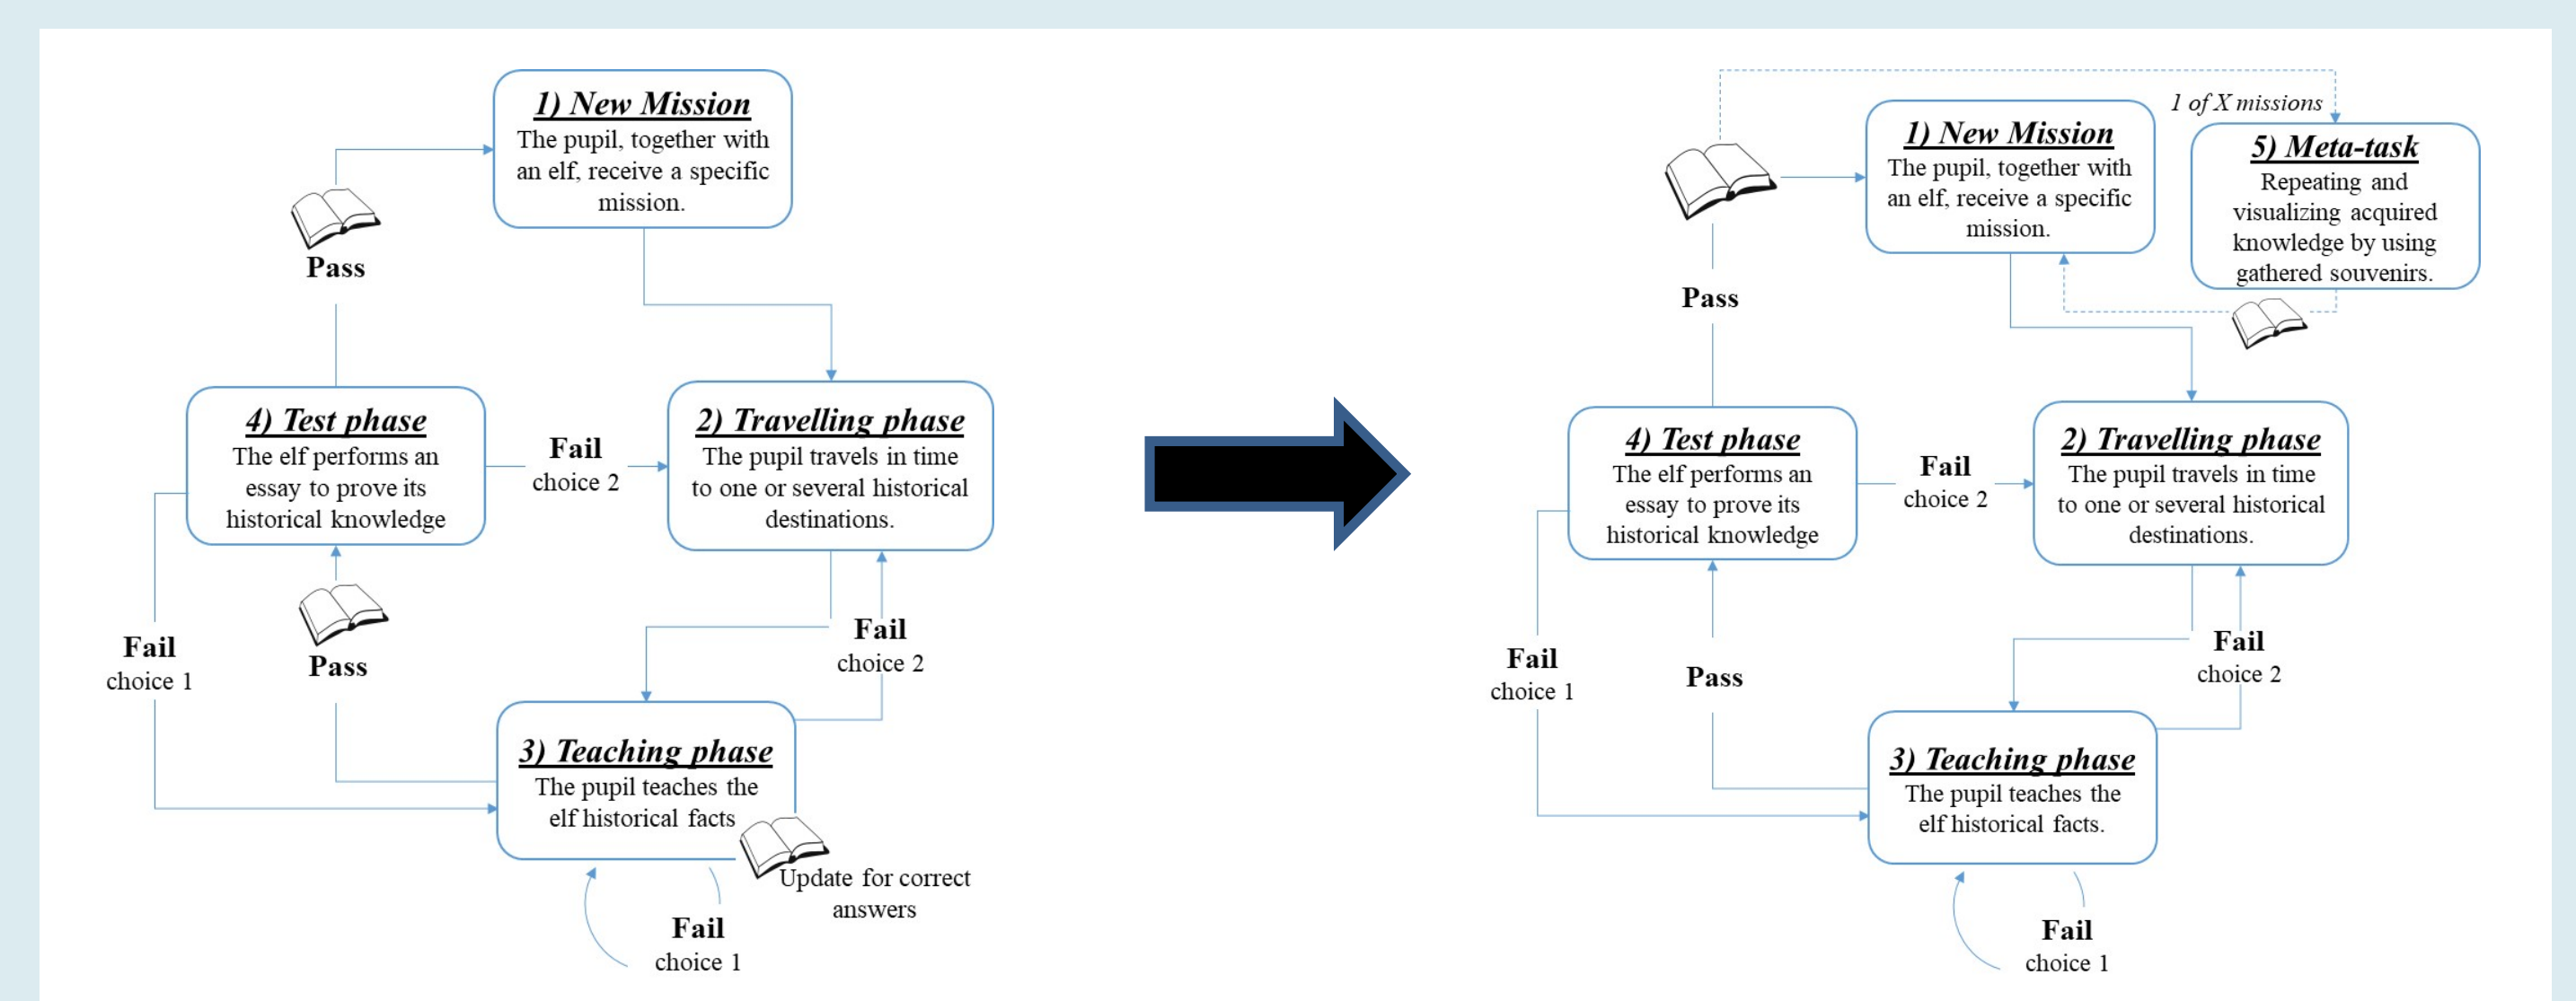 1) New Mission
The pupil, together with
an elf, receive a specific
mission.
Pass
4) Test phase
The elf performs an
essay to prove its
historical knowledge
Fail
choice 2
2) Travelling phase
The pupil travels in time
to one or several historical
destinations.
Fail
choice 1
Pass
Fail
choice 2
3) Teaching phase
The pupil teaches the
elf historical facts
Update for correct
answers
Fail
choice 1
1 of X missions
1) New Mission
The pupil, together with
an elf, receive a specific
mission.
5) Meta-task
Repeating and
visualizing acquired
knowledge by using
gathered souvenirs.
Pass
4) Test phase
The elf performs an
essay to prove its
historical knowledge
Fail
choice 2
2) Travelling phase
The pupil travels in time
to one or several historical
destinations.
Fail
choice 1
Pass
Fail
choice 2
3) Teaching phase
The pupil teaches the
elf historical facts.
Fail
choice 1